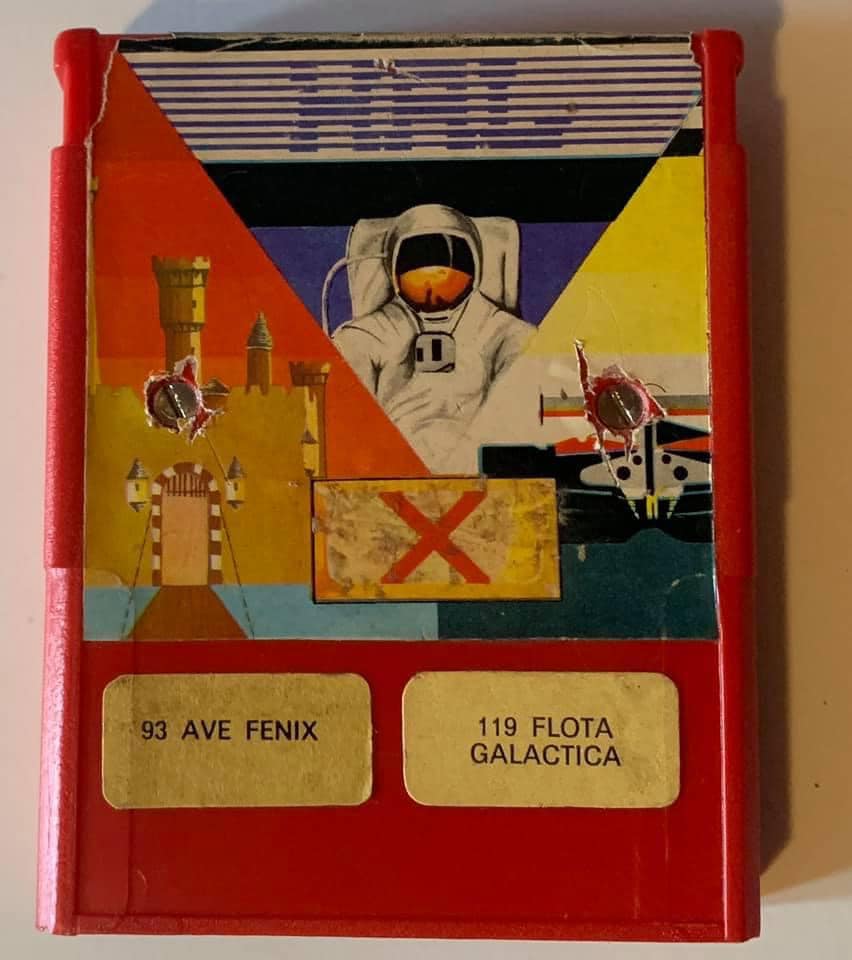 X
93 AVE FENIX
119 FLOTA
GALACTICA